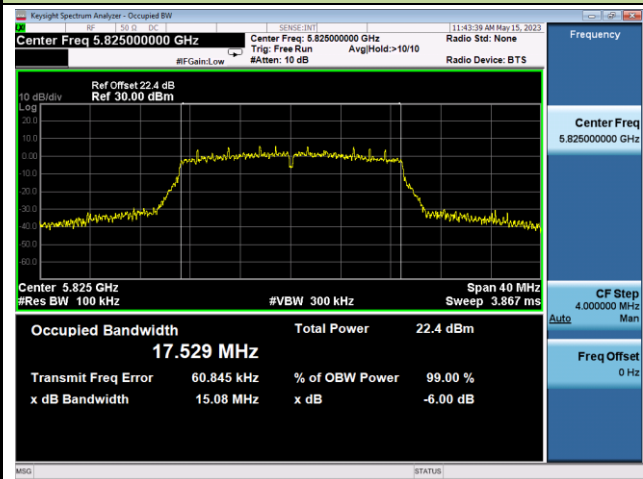 Keysight Spectrum Analyzer - Occupied BW
RF 50 Ω DC SENSE:INT 11:43:39 AM May 15, 2023
Center Freq 5.825000000 GHz
Center Freq: 5.825000000 GHz Radio Std: None
Trig: Free Run Avg|Hold:>10/10
#IFGain:Low #Atten: 10 dB Radio Device: BTS
Frequency
Ref Offset 22.4 dB
10 dB/div Ref 30.00 dBm
Log
20.0
10.0
0.00
-10.0
-20.0
-30.0
-40.0
-50.0
-60.0
Center 5.825 GHz Span 40 MHz
#Res BW 100 kHz #VBW 300 kHz Sweep 3.867 ms
Center Freq
5.825000000 GHz
CF Step
4.000000 MHz
Auto Man
Freq Offset
0 Hz
Occupied Bandwidth Total Power 22.4 dBm
17.529 MHz
Transmit Freq Error 60.845 kHz % of OBW Power 99.00 %
x dB Bandwidth 15.08 MHz x dB -6.00 dB
MSG STATUS